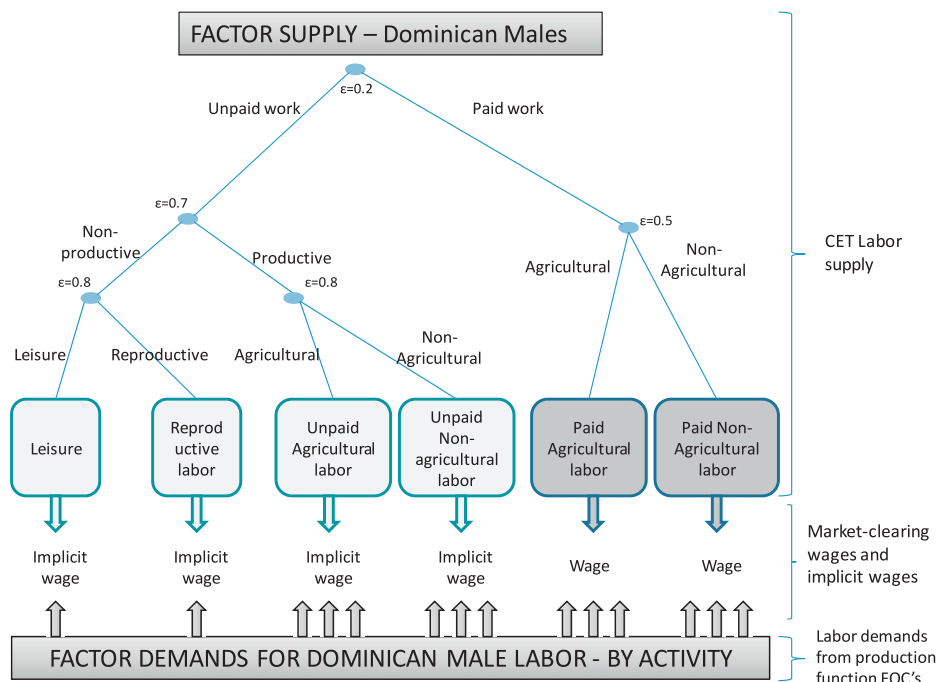 FACTOR SUPPLY – Dominican Males
ε=0.2
Unpaid work
Paid work
ε=0.7
ε=0.5
Non-
productive
Productive
Agricultural
Non-
Agricultural
CET Labor
supply
ε=0.8
ε=0.8
Leisure
Reproductive
Agricultural
Non-
Agricultural
Leisure
Reprod
uctive
labor
Unpaid
Agricultural
labor
Unpaid
Non-
agricultural
labor
Paid
Agricultural
labor
Paid Non-
Agricultural
labor
Implicit
wage
Implicit
wage
Implicit
wage
Implicit
wage
Wage
Wage
Market-clearing
wages and
implicit wages
FACTOR DEMANDS FOR DOMINICAN MALE LABOR - BY ACTIVITY
Labor demands
from production
function FOC's